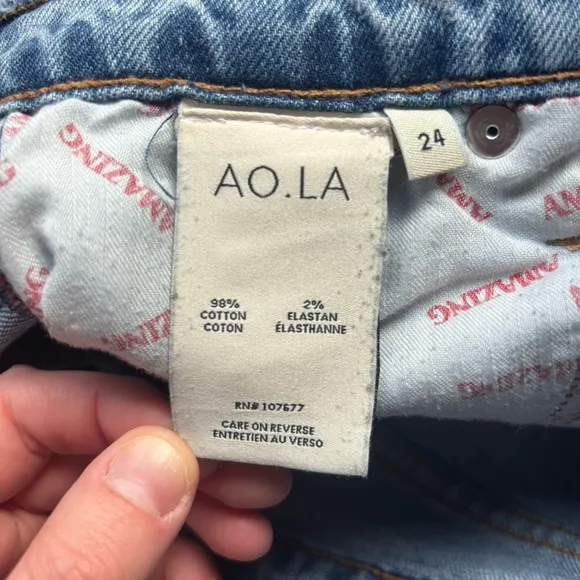 AO.LA
24
98%
COTTON
COTON
2%
ELASTAN
ÉLASTHANNE
RN# 107677
CARE ON REVERSE
ENTRETIEN AU VERSO
AMAZING
AMAZING
AMAZING
AMAZING